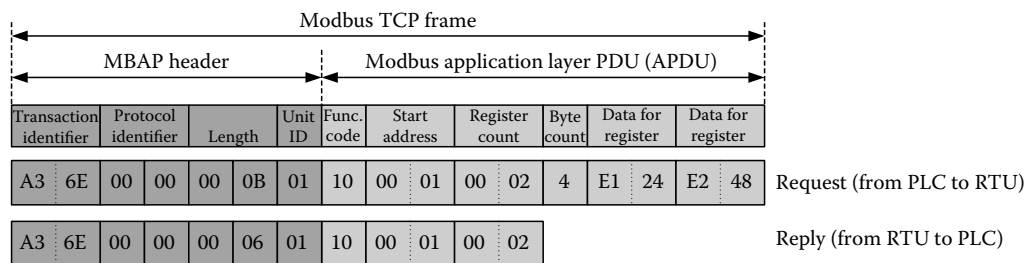 Modbus TCP frame
MBAP header
Modbus application layer PDU (APDU)
Transaction identifier Protocol identifier Length Unit ID Func. code Start address Register count Byte count Data for register Data for register
A3 6E 00 00 00 0B 01 10 00 01 00 02 4 E1 24 E2 48 Request (from PLC to RTU)
A3 6E 00 00 00 06 01 10 00 01 00 02 Reply (from RTU to PLC)